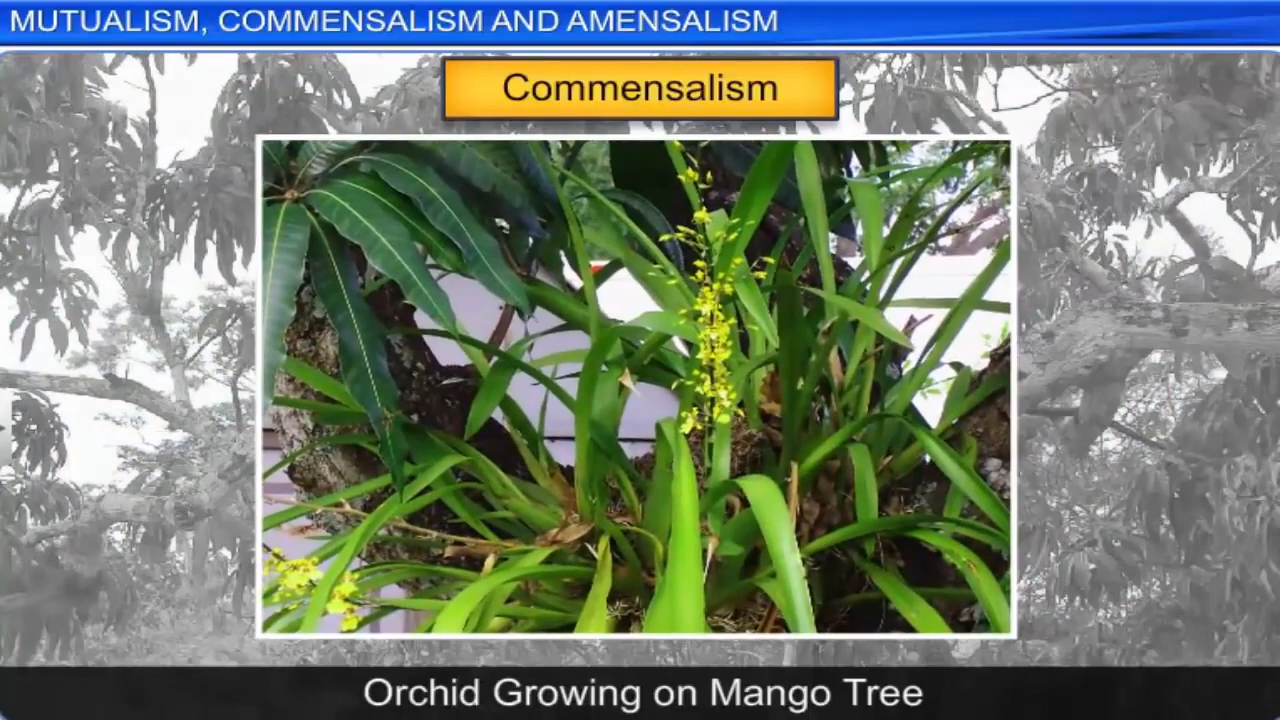 MUTUALISM, COMMENSALISM AND AMENSALISM
Commensalism
Orchid Growing on Mango Tree